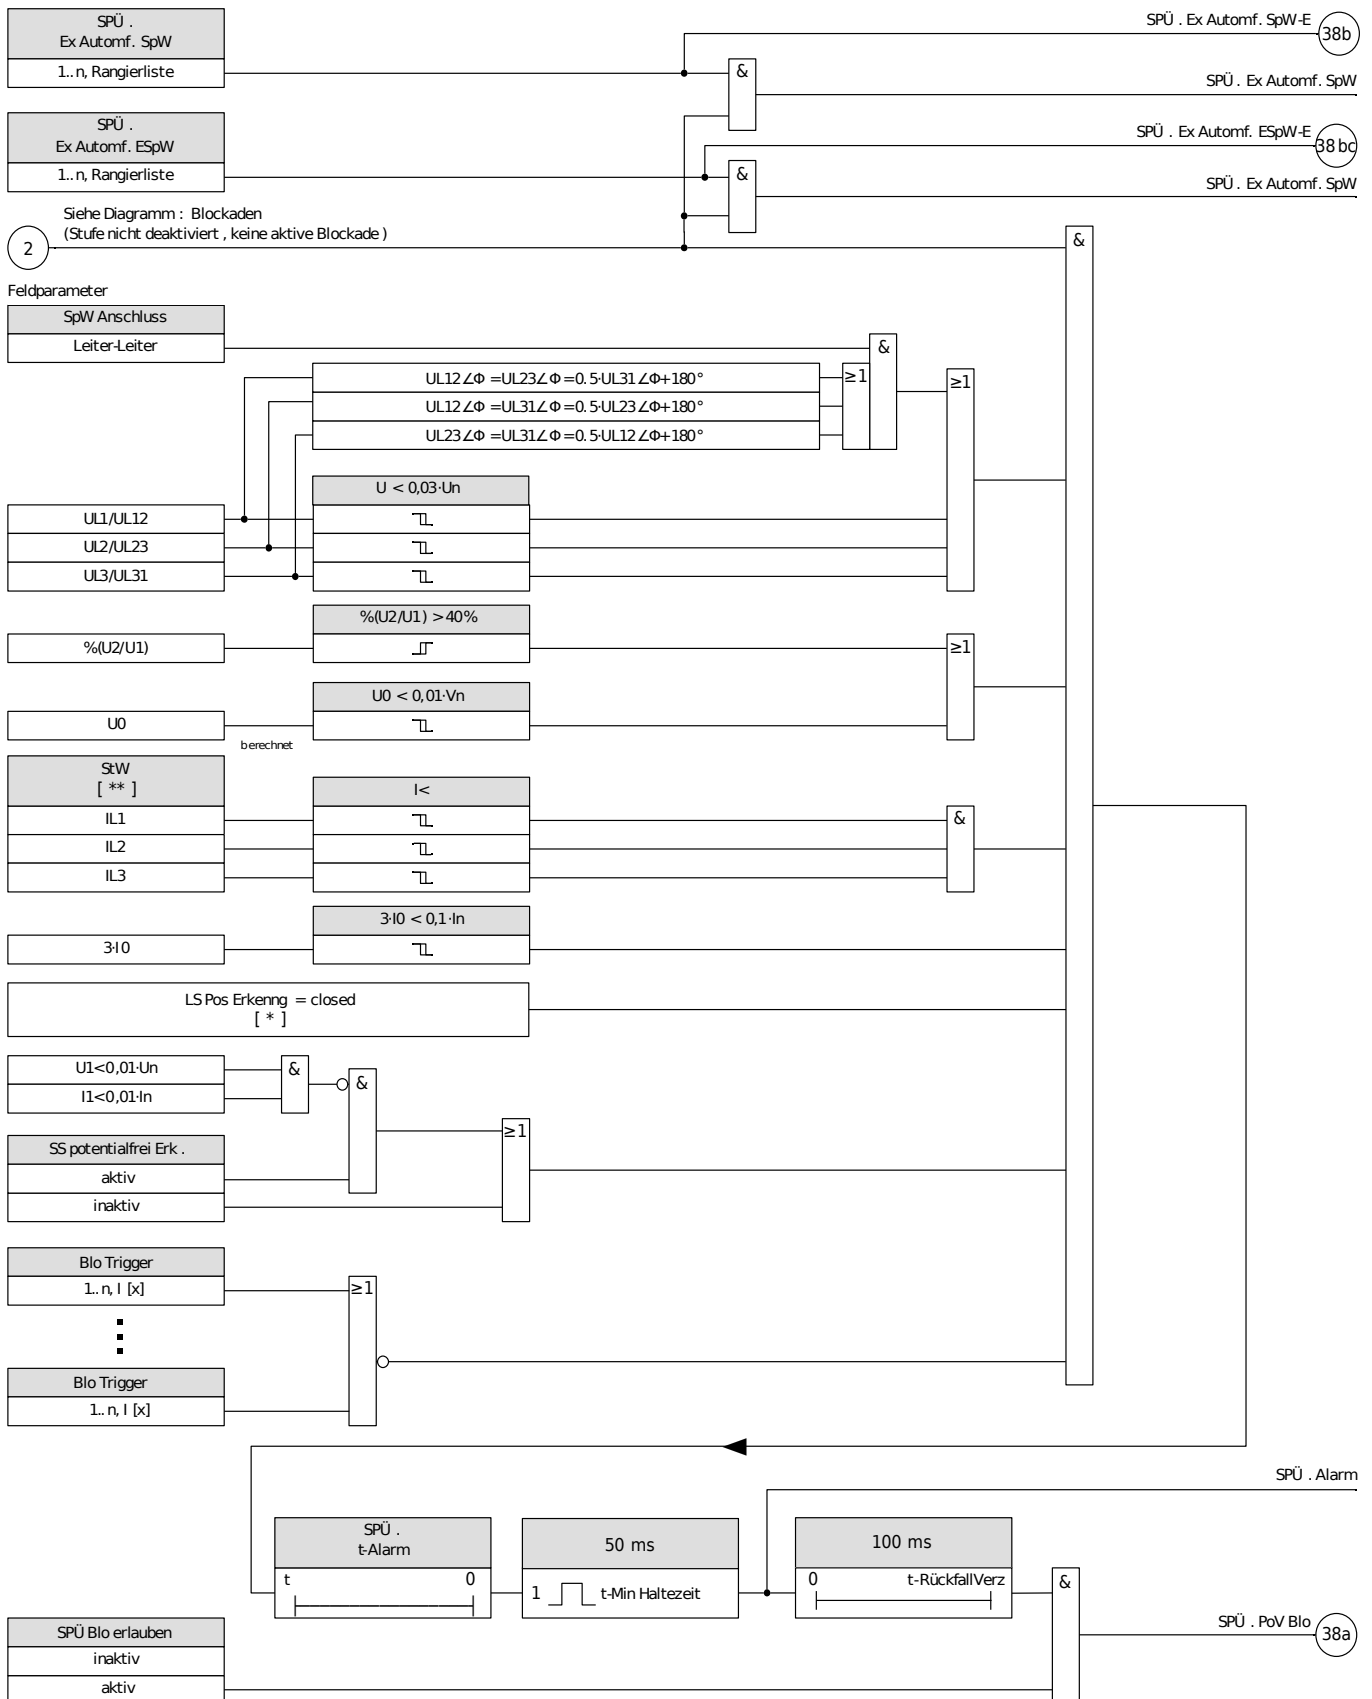 SPÜ .
Ex Automf. SpW
1..n, Rangierliste
SPÜ . Ex Automf. SpW-E
38b
&
SPÜ . Ex Automf. SpW
SPÜ .
Ex Automf. ESpW
1..n, Rangierliste
SPÜ . Ex Automf. ESpW-E
38 bc
&
SPÜ . Ex Automf. SpW
Siehe Diagramm : Blockaden
(Stufe nicht deaktiviert , keine aktive Blockade )
2
&
Feldparameter
SpW Anschluss
Leiter-Leiter
&
UL12∠Φ =UL23∠Φ=0.5·UL31∠Φ+180°
UL12∠Φ =UL31∠Φ=0.5·UL23∠Φ+180°
UL23∠Φ =UL31∠Φ=0.5·UL12∠Φ+180°
≥1
≥1
U < 0,03·Un
UL1/UL12
UL2/UL23
UL3/UL31
%(U2/U1) >40%
%(U2/U1)
≥1
U0 < 0,01·Vn
U0
berechnet
StW
[ ** ]
I<
IL1
IL2
IL3
&
3·I0 < 0,1·In
3·I0
LS Pos Erkenng = closed
[ * ]
U1<0,01·Un
I1<0,01·In
&
&
SS potentialfrei Erk .
aktiv
inaktiv
≥1
Blo Trigger
1..n, I [x]
≥1
Blo Trigger
1..n, I [x]
SPÜ . Alarm
SPÜ .
t-Alarm
t 0
50 ms
1 t-Min Haltezeit
100 ms
0 t-RückfallVerz
&
SPÜ . PoV Blo
38a
SPÜ Blo erlauben
inaktiv
aktiv